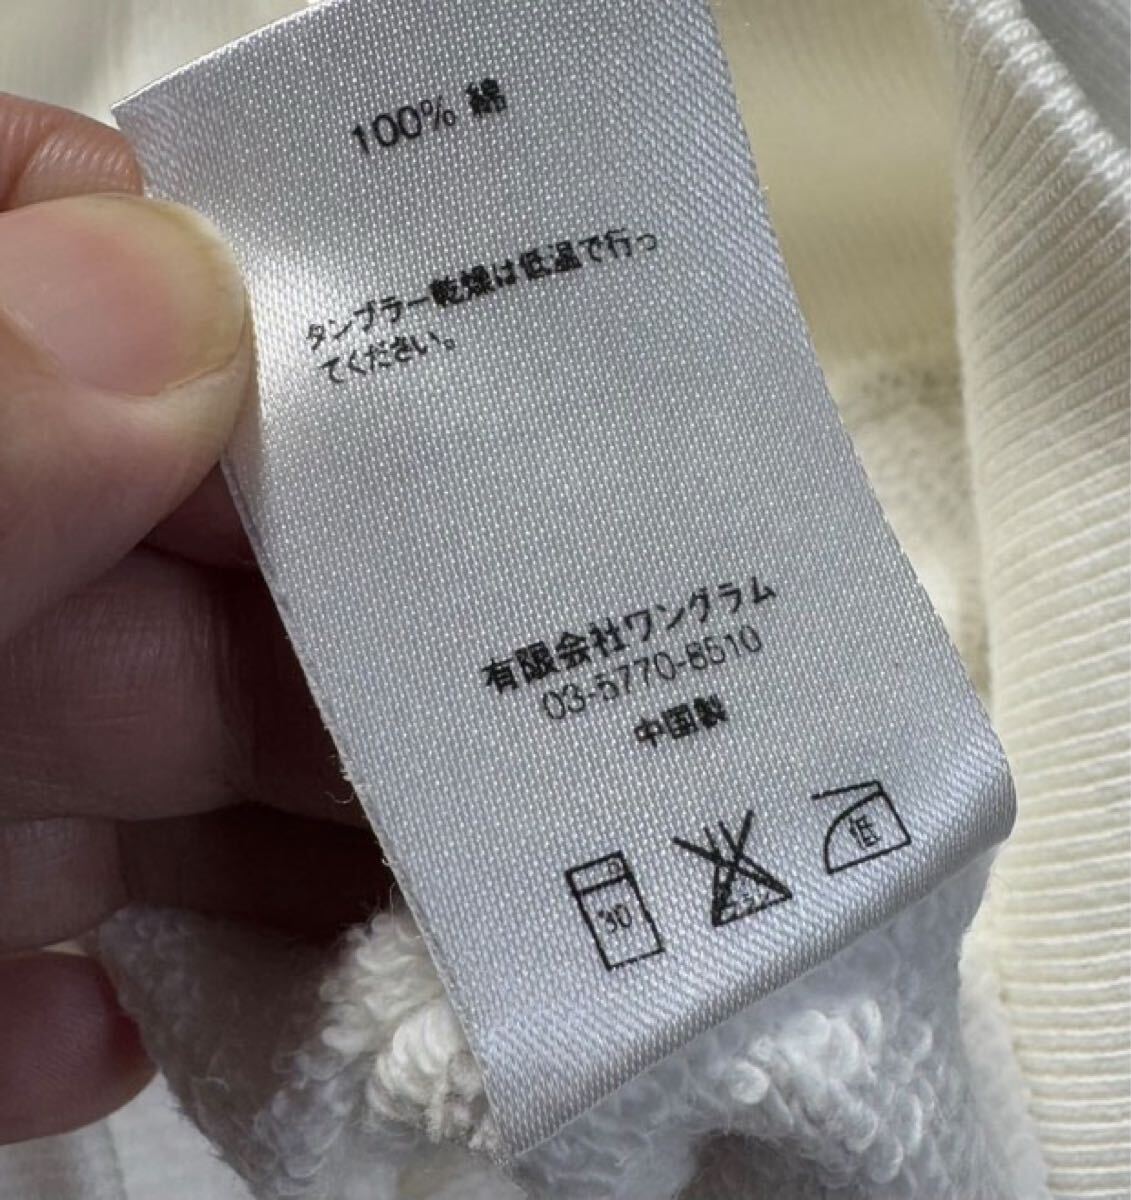 100% 綿
タンブラー乾燥は低温で行っ
てください。
有限会社ワングラム
03-5770-8510
中国製
30
低